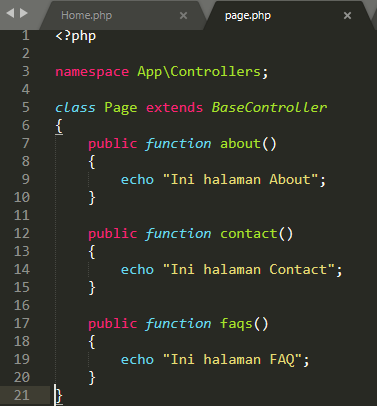 Home.php × page.php
1 <?php
2
3 namespace App\Controllers;
4
5 class Page extends BaseController
6 {
7     public function about()
8     {
9         echo "Ini halaman About";
10     }
11
12     public function contact()
13     {
14         echo "Ini halaman Contact";
15     }
16
17     public function faqs()
18     {
19         echo "Ini halaman FAQ";
20     }
21 }